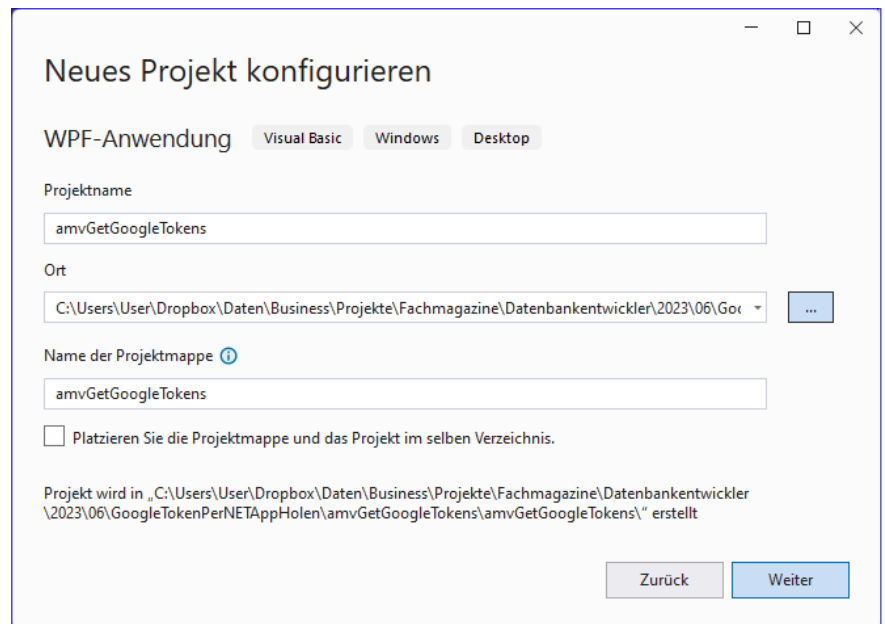 Neues Projekt konfigurieren
WPF-Anwendung Visual Basic Windows Desktop
Projektname
amvGetGoogleTokens
Ort
C:\Users\User\Dropbox\Daten\Business\Projekte\Fachmagazine\Datenbankentwickler\2023\06\Goo ...
Name der Projektmappe
amvGetGoogleTokens
Platzieren Sie die Projektmappe und das Projekt im selben Verzeichnis.
Projekt wird in „C:\Users\User\Dropbox\Daten\Business\Projekte\Fachmagazine\Datenbankentwickler
\2023\06\GoogleTokenPerNETAppHolen\amvGetGoogleTokens\amvGetGoogleTokens\“ erstellt
Zurück Weiter